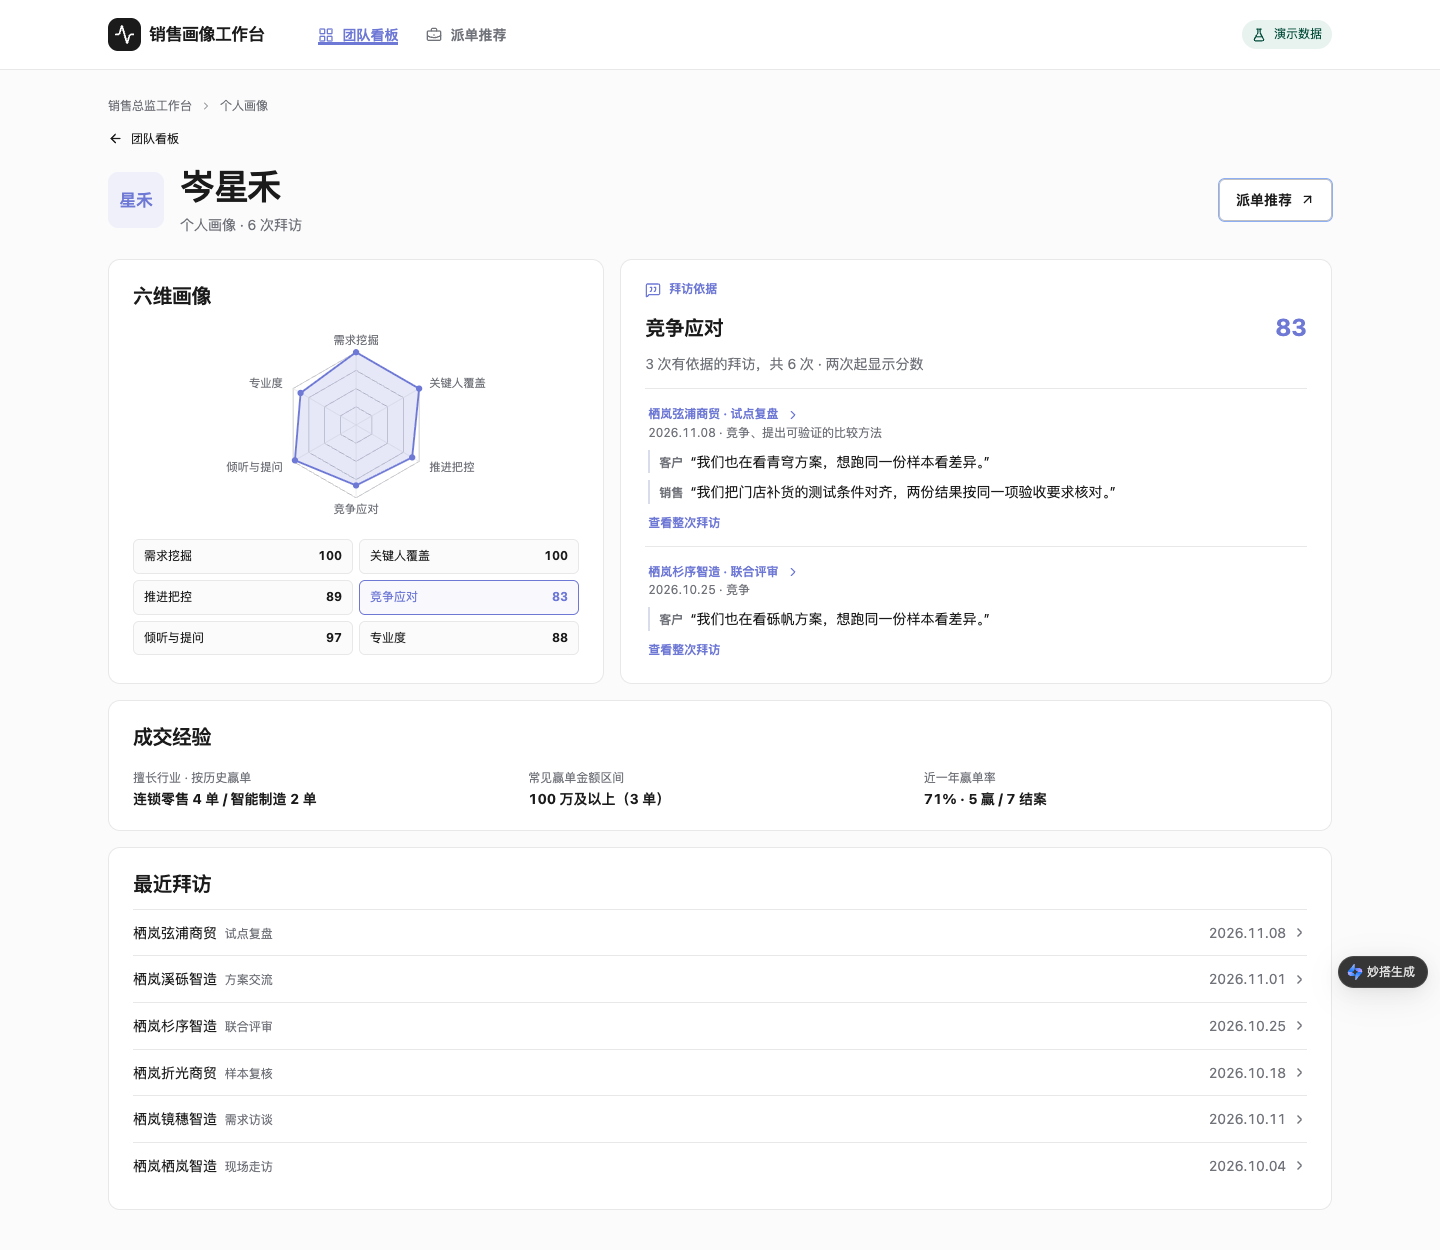 销售画像工作台
团队看板
派单推荐
演示数据
销售总监工作台 > 个人画像
← 团队看板
星禾
岑星禾
个人画像 · 6 次拜访
派单推荐
六维画像
需求挖掘
专业度
关键人覆盖
倾听与提问
推进把控
竞争应对
需求挖掘 100
关键人覆盖 100
推进把控 89
竞争应对 83
倾听与提问 97
专业度 88
拜访依据
竞争应对 83
3 次有依据的拜访，共 6 次 · 两次起显示分数
栖岚弦浦商贸 · 试点复盘
2026.11.08 · 竞争、提出可验证的比较方法
客户 “我们也在看青穹方案，想跑同一份样本看差异。”
销售 “我们把门店补货的测试条件对齐，两份结果按同一项验收要求核对。”
查看整次拜访
栖岚杉序智造 · 联合评审
2026.10.25 · 竞争
客户 “我们也在看砾帆方案，想跑同一份样本看差异。”
查看整次拜访
成交经验
擅长行业 · 按历史赢单
连锁零售 4 单 / 智能制造 2 单
常见赢单金额区间
100 万及以上（3 单）
近一年赢单率
71% · 5 赢 / 7 结案
最近拜访
栖岚弦浦商贸 试点复盘 2026.11.08
栖岚溪砾智造 方案交流 2026.11.01
栖岚杉序智造 联合评审 2026.10.25
栖岚折光商贸 样本复核 2026.10.18
栖岚镜穗智造 需求访谈 2026.10.11
栖岚栖岚智造 现场走访 2026.10.04
妙搭生成